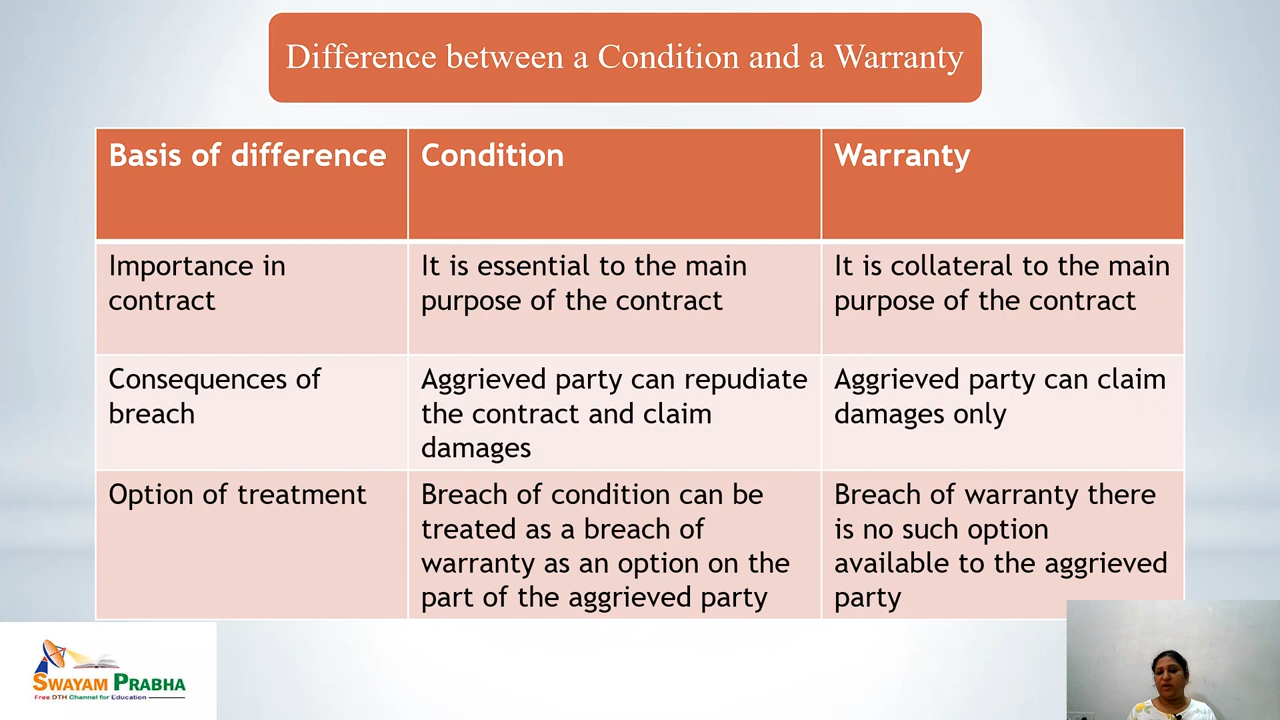 Difference between a Condition and a Warranty
Basis of difference
Condition
Warranty
Importance in
contract
It is essential to the main
purpose of the contract
It is collateral to the main
purpose of the contract
Consequences of
breach
Aggrieved party can repudiate
the contract and claim
damages
Aggrieved party can claim
damages only
Option of treatment
Breach of condition can be
treated as a breach of
warranty as an option on the
part of the aggrieved party
Breach of warranty there
is no such option
available to the aggrieved
party
SWAYAM PRABHA
Free DTH Channel for Education